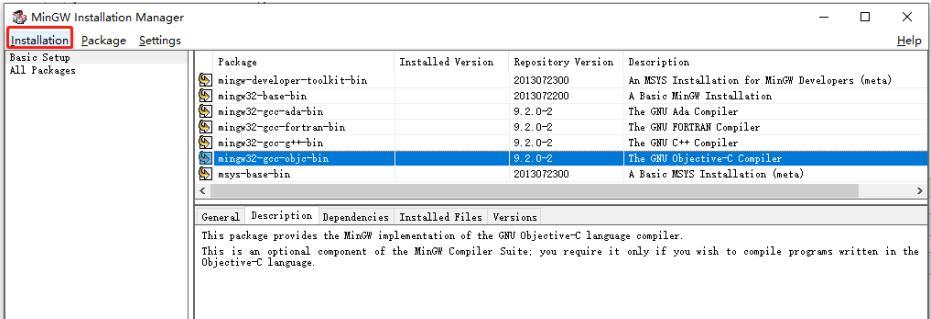 MinGW Installation Manager
Installation Package Settings Help
Basic Setup
All Packages
Package Installed Version Repository Version Description
mingw-developer-toolkit-bin 2013072300 An MSYS Installation for MinGW Developers (meta)
mingw32-base-bin 2013072200 A Basic MinGW Installation
mingw32-gcc-ada-bin 9.2.0-2 The GNU Ada Compiler
mingw32-gcc-fortran-bin 9.2.0-2 The GNU FORTRAN Compiler
mingw32-gcc-g++-bin 9.2.0-2 The GNU C++ Compiler
mingw32-gcc-objc-bin 9.2.0-2 The GNU Objective-C Compiler
msys-base-bin 2013072300 A Basic MSYS Installation (meta)
General Description Dependencies Installed Files Versions
This package provides the MinGW implementation of the GNU Objective-C language compiler.
This is an optional component of the MinGW Compiler Suite; you require it only if you wish to compile programs written in the
Objective-C language.